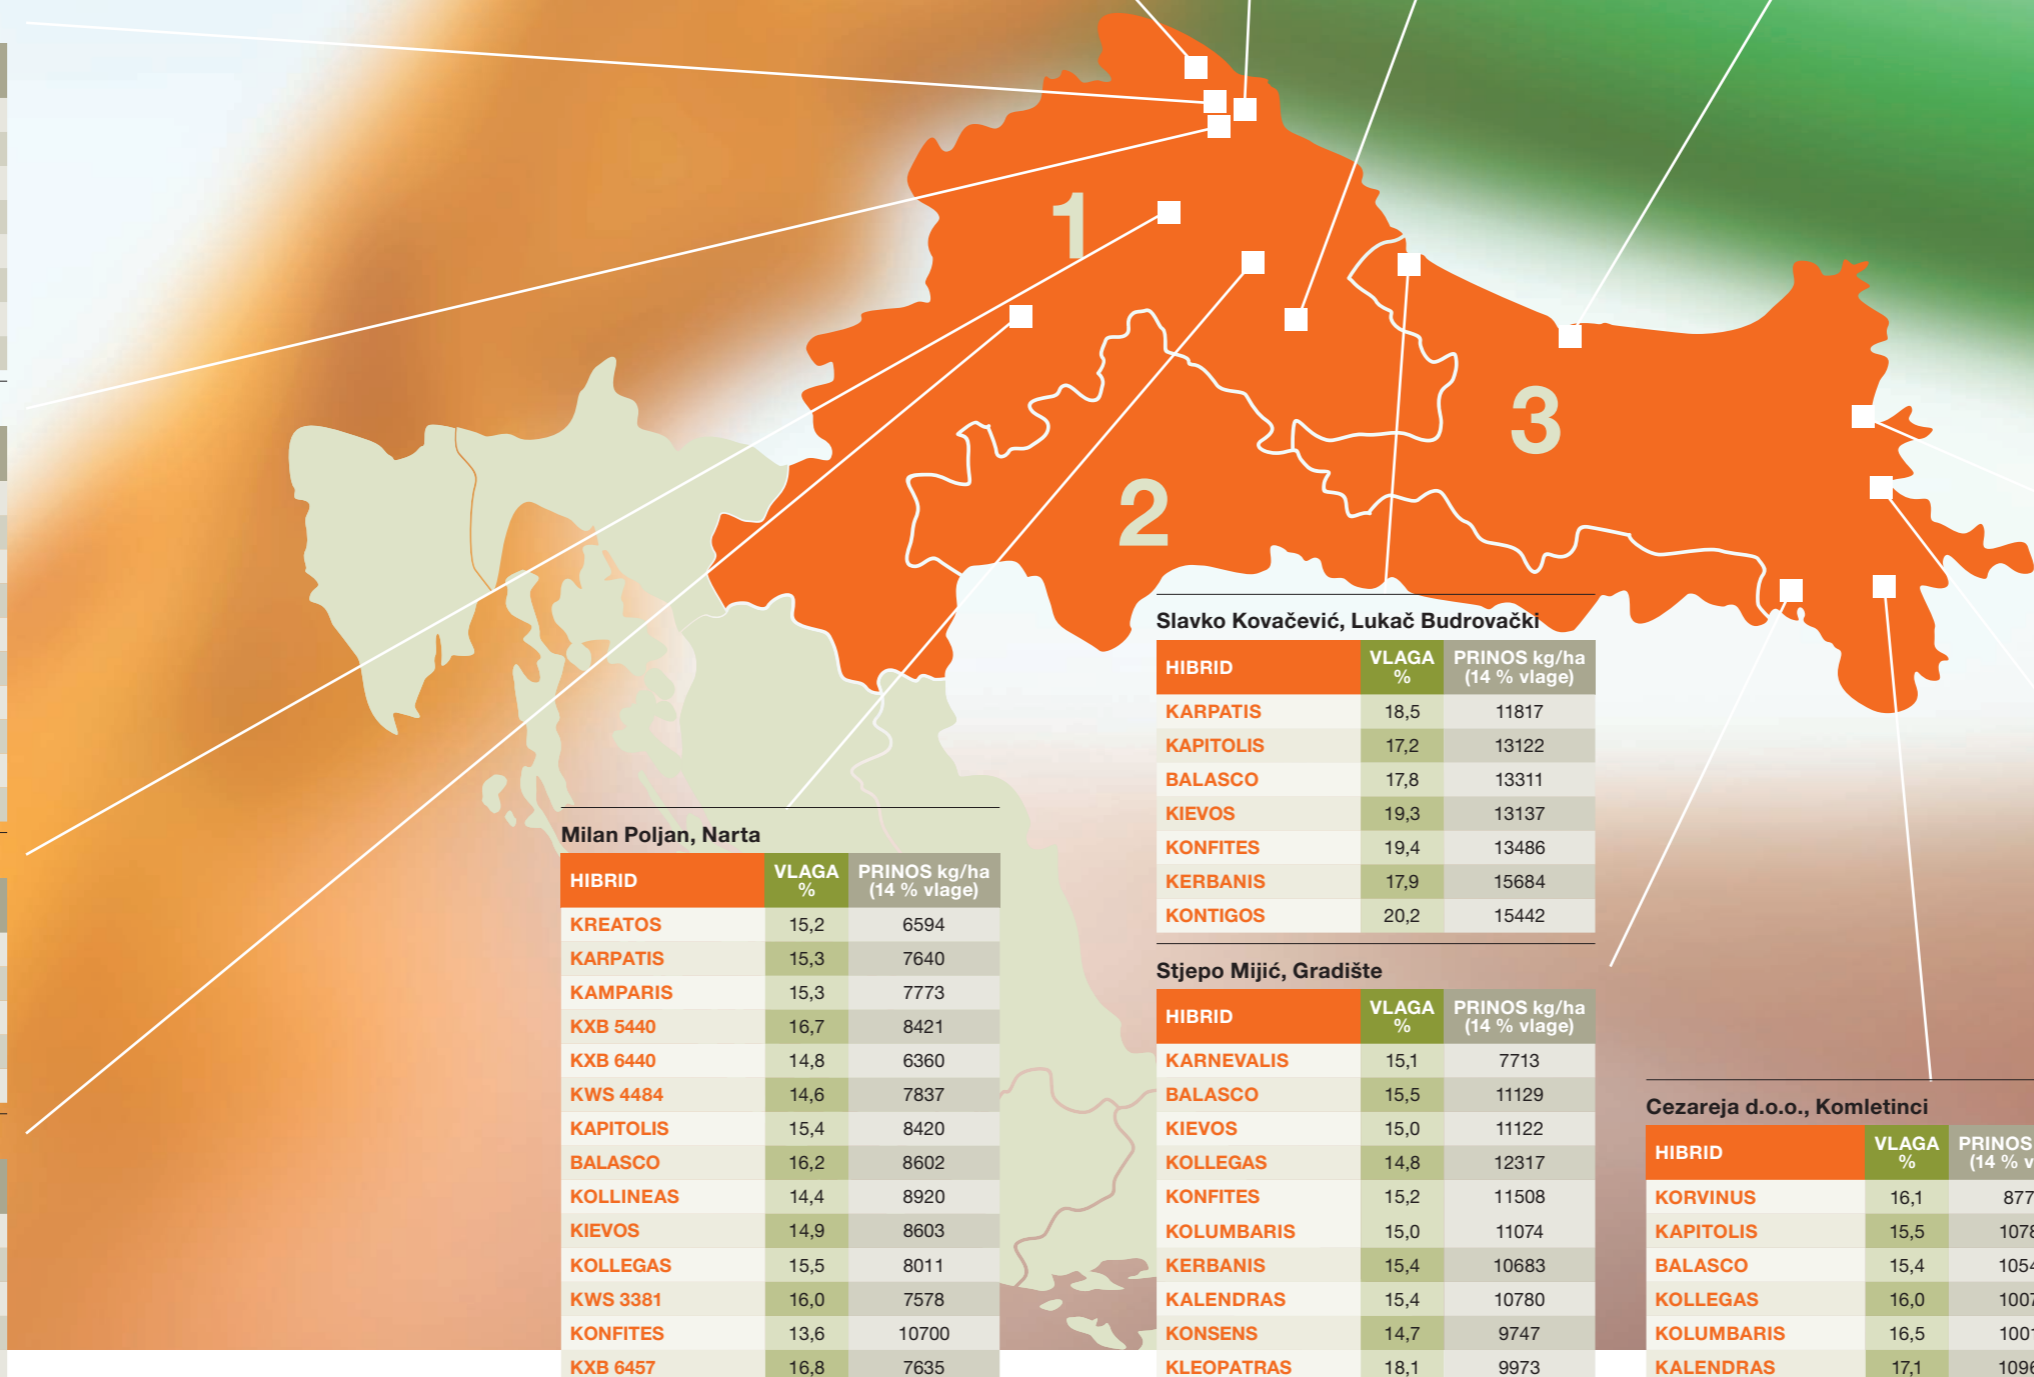 1
2
3
Slavko Kovačević, Lukač Budrovački
HIBRID VLAGA % PRINOS kg/ha (14 % vlage)
KARPATIS 18,5 11817
KAPITOLIS 17,2 13122
BALASCO 17,8 13311
KIEVOS 19,3 13137
KONFITES 19,4 13486
KERBANIS 17,9 15684
KONTIGOS 20,2 15442
Milan Poljan, Narta
HIBRID VLAGA % PRINOS kg/ha (14 % vlage)
KREATOS 15,2 6594
KARPATIS 15,3 7640
KAMPARIS 15,3 7773
KXB 5440 16,7 8421
KXB 6440 14,8 6360
KWS 4484 14,6 7837
KAPITOLIS 15,4 8420
BALASCO 16,2 8602
KOLLINEAS 14,4 8920
KIEVOS 14,9 8603
KOLLEGAS 15,5 8011
KWS 3381 16,0 7578
KONFITES 13,6 10700
KXB 6457 16,8 7635
Stjepo Mijić, Gradište
HIBRID VLAGA % PRINOS kg/ha (14 % vlage)
KARNEVALIS 15,1 7713
BALASCO 15,5 11129
KIEVOS 15,0 11122
KOLLEGAS 14,8 12317
KONFITES 15,2 11508
KOLUMBARIS 15,0 11074
KERBANIS 15,4 10683
KALENDRAS 15,4 10780
KONSENS 14,7 9747
KLEOPATRAS 18,1 9973
Cezareja d.o.o., Komletinci
HIBRID VLAGA % PRINOS (14 % v
KORVINUS 16,1 877
KAPITOLIS 15,5 1078
BALASCO 15,4 1054
KOLLEGAS 16,0 1007
KOLUMBARIS 16,5 1001
KALENDRAS 17,1 1096